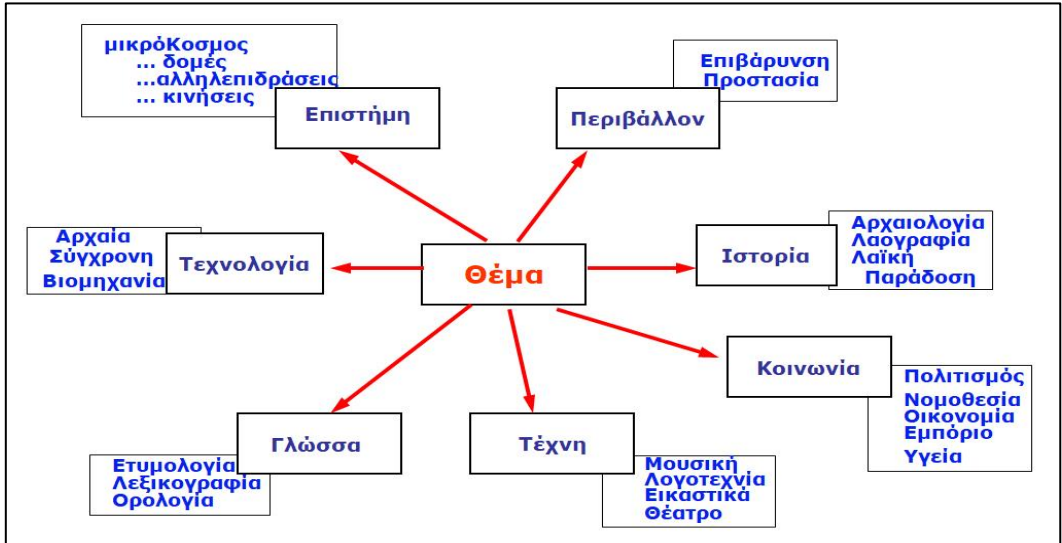 μικρόΚοσμος
... δομές
...αλληλεπιδράσεις
... κινήσεις
Επιστήμη
Επιβάρυνση
Προστασία
Περιβάλλον
Αρχαία
Σύγχρονη
Βιομηχανία
Τεχνολογία
Θέμα
Ιστορία
Αρχαιολογία
Λαογραφία
Λαϊκή
Παράδοση
Κοινωνία
Πολιτισμός
Νομοθεσία
Οικονομία
Εμπόριο
Υγεία
Γλώσσα
Ετυμολογία
Λεξικογραφία
Ορολογία
Τέχνη
Μουσική
Λογοτεχνία
Εικαστικά
Θέατρο